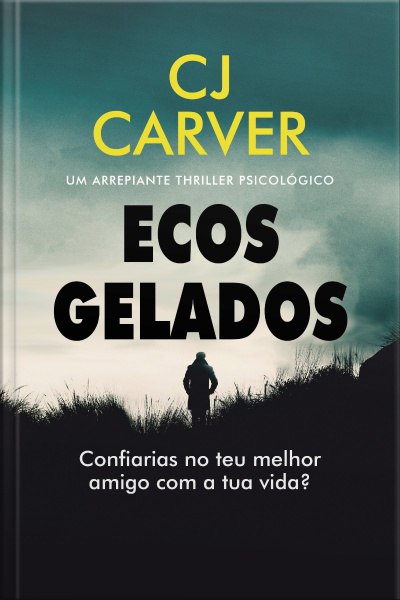 CJ
CARVER
UM ARREPIANTE THRILLER PSICOLÓGICO
ECOS
GELADOS
Confiarias no teu melhor
amigo com a tua vida?